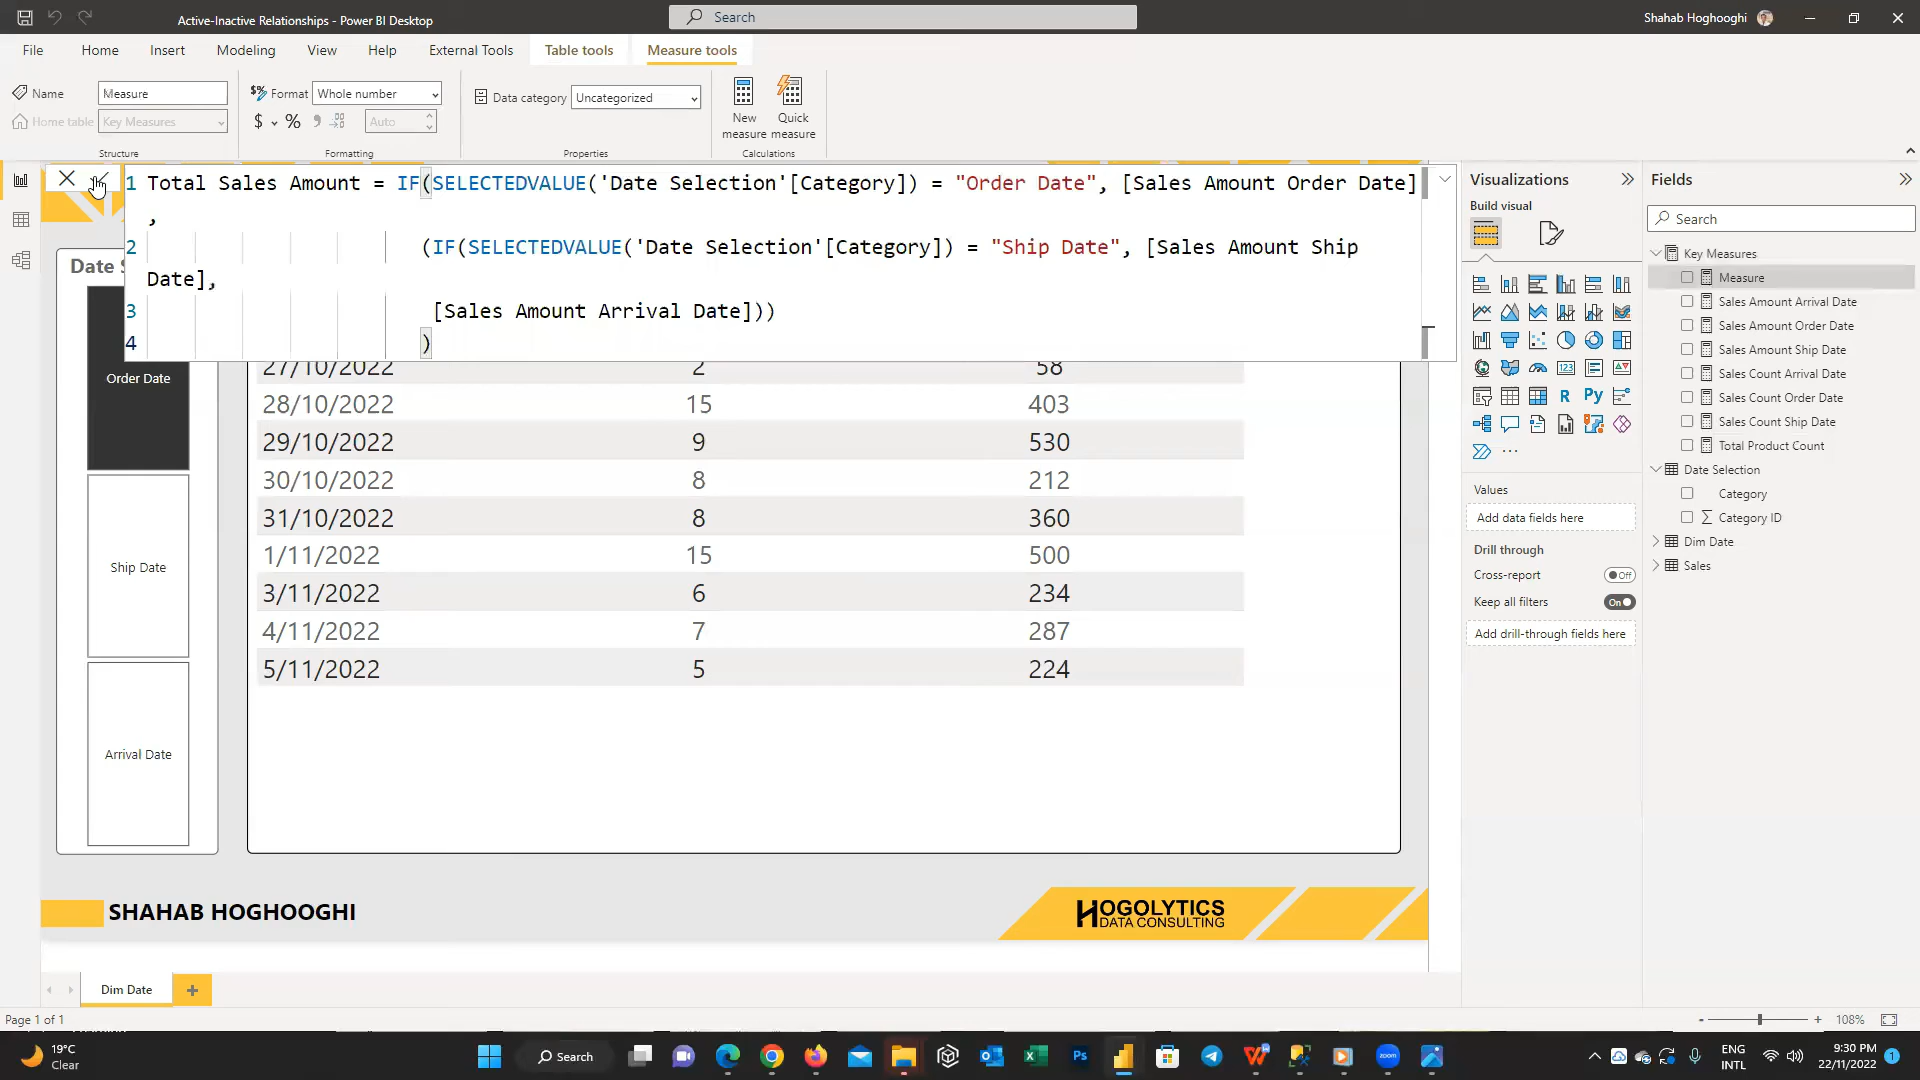 Active-Inactive Relationships - Power BI Desktop
Search
Shahab Hoghooghi
File
Home
Insert
Modeling
View
Help
External Tools
Table tools
Measure tools
Name
Measure
Home table
Key Measures
Structure
Format
Whole number
$
%
Auto
Formatting
Data category
Uncategorized
Properties
New
measure
Quick
measure
Calculations
1 Total Sales Amount = IF(SELECTEDVALUE('Date Selection'[Category]) = "Order Date", [Sales Amount Order Date]
,
2 (IF(SELECTEDVALUE('Date Selection'[Category]) = "Ship Date", [Sales Amount Ship
Date],
3 [Sales Amount Arrival Date]))
4 )
Order Date
Ship Date
Arrival Date
27/10/2022 2 58
28/10/2022 15 403
29/10/2022 9 530
30/10/2022 8 212
31/10/2022 8 360
1/11/2022 15 500
3/11/2022 6 234
4/11/2022 7 287
5/11/2022 5 224
SHAHAB HOGHOOGHI
HOGOLYTICS
DATA CONSULTING
Visualizations
Build visual
123
R
Py
Values
Add data fields here
Drill through
Cross-report
Off
Keep all filters
On
Add drill-through fields here
Fields
Search
Key Measures
Measure
Sales Amount Arrival Date
Sales Amount Order Date
Sales Amount Ship Date
Sales Count Arrival Date
Sales Count Order Date
Sales Count Ship Date
Total Product Count
Date Selection
Category
Category ID
Dim Date
Sales
Dim Date
Page 1 of 1
108%
19°C
Clear
Search
Ps
zoom
ENG
INTL
9:30 PM
22/11/2022
1